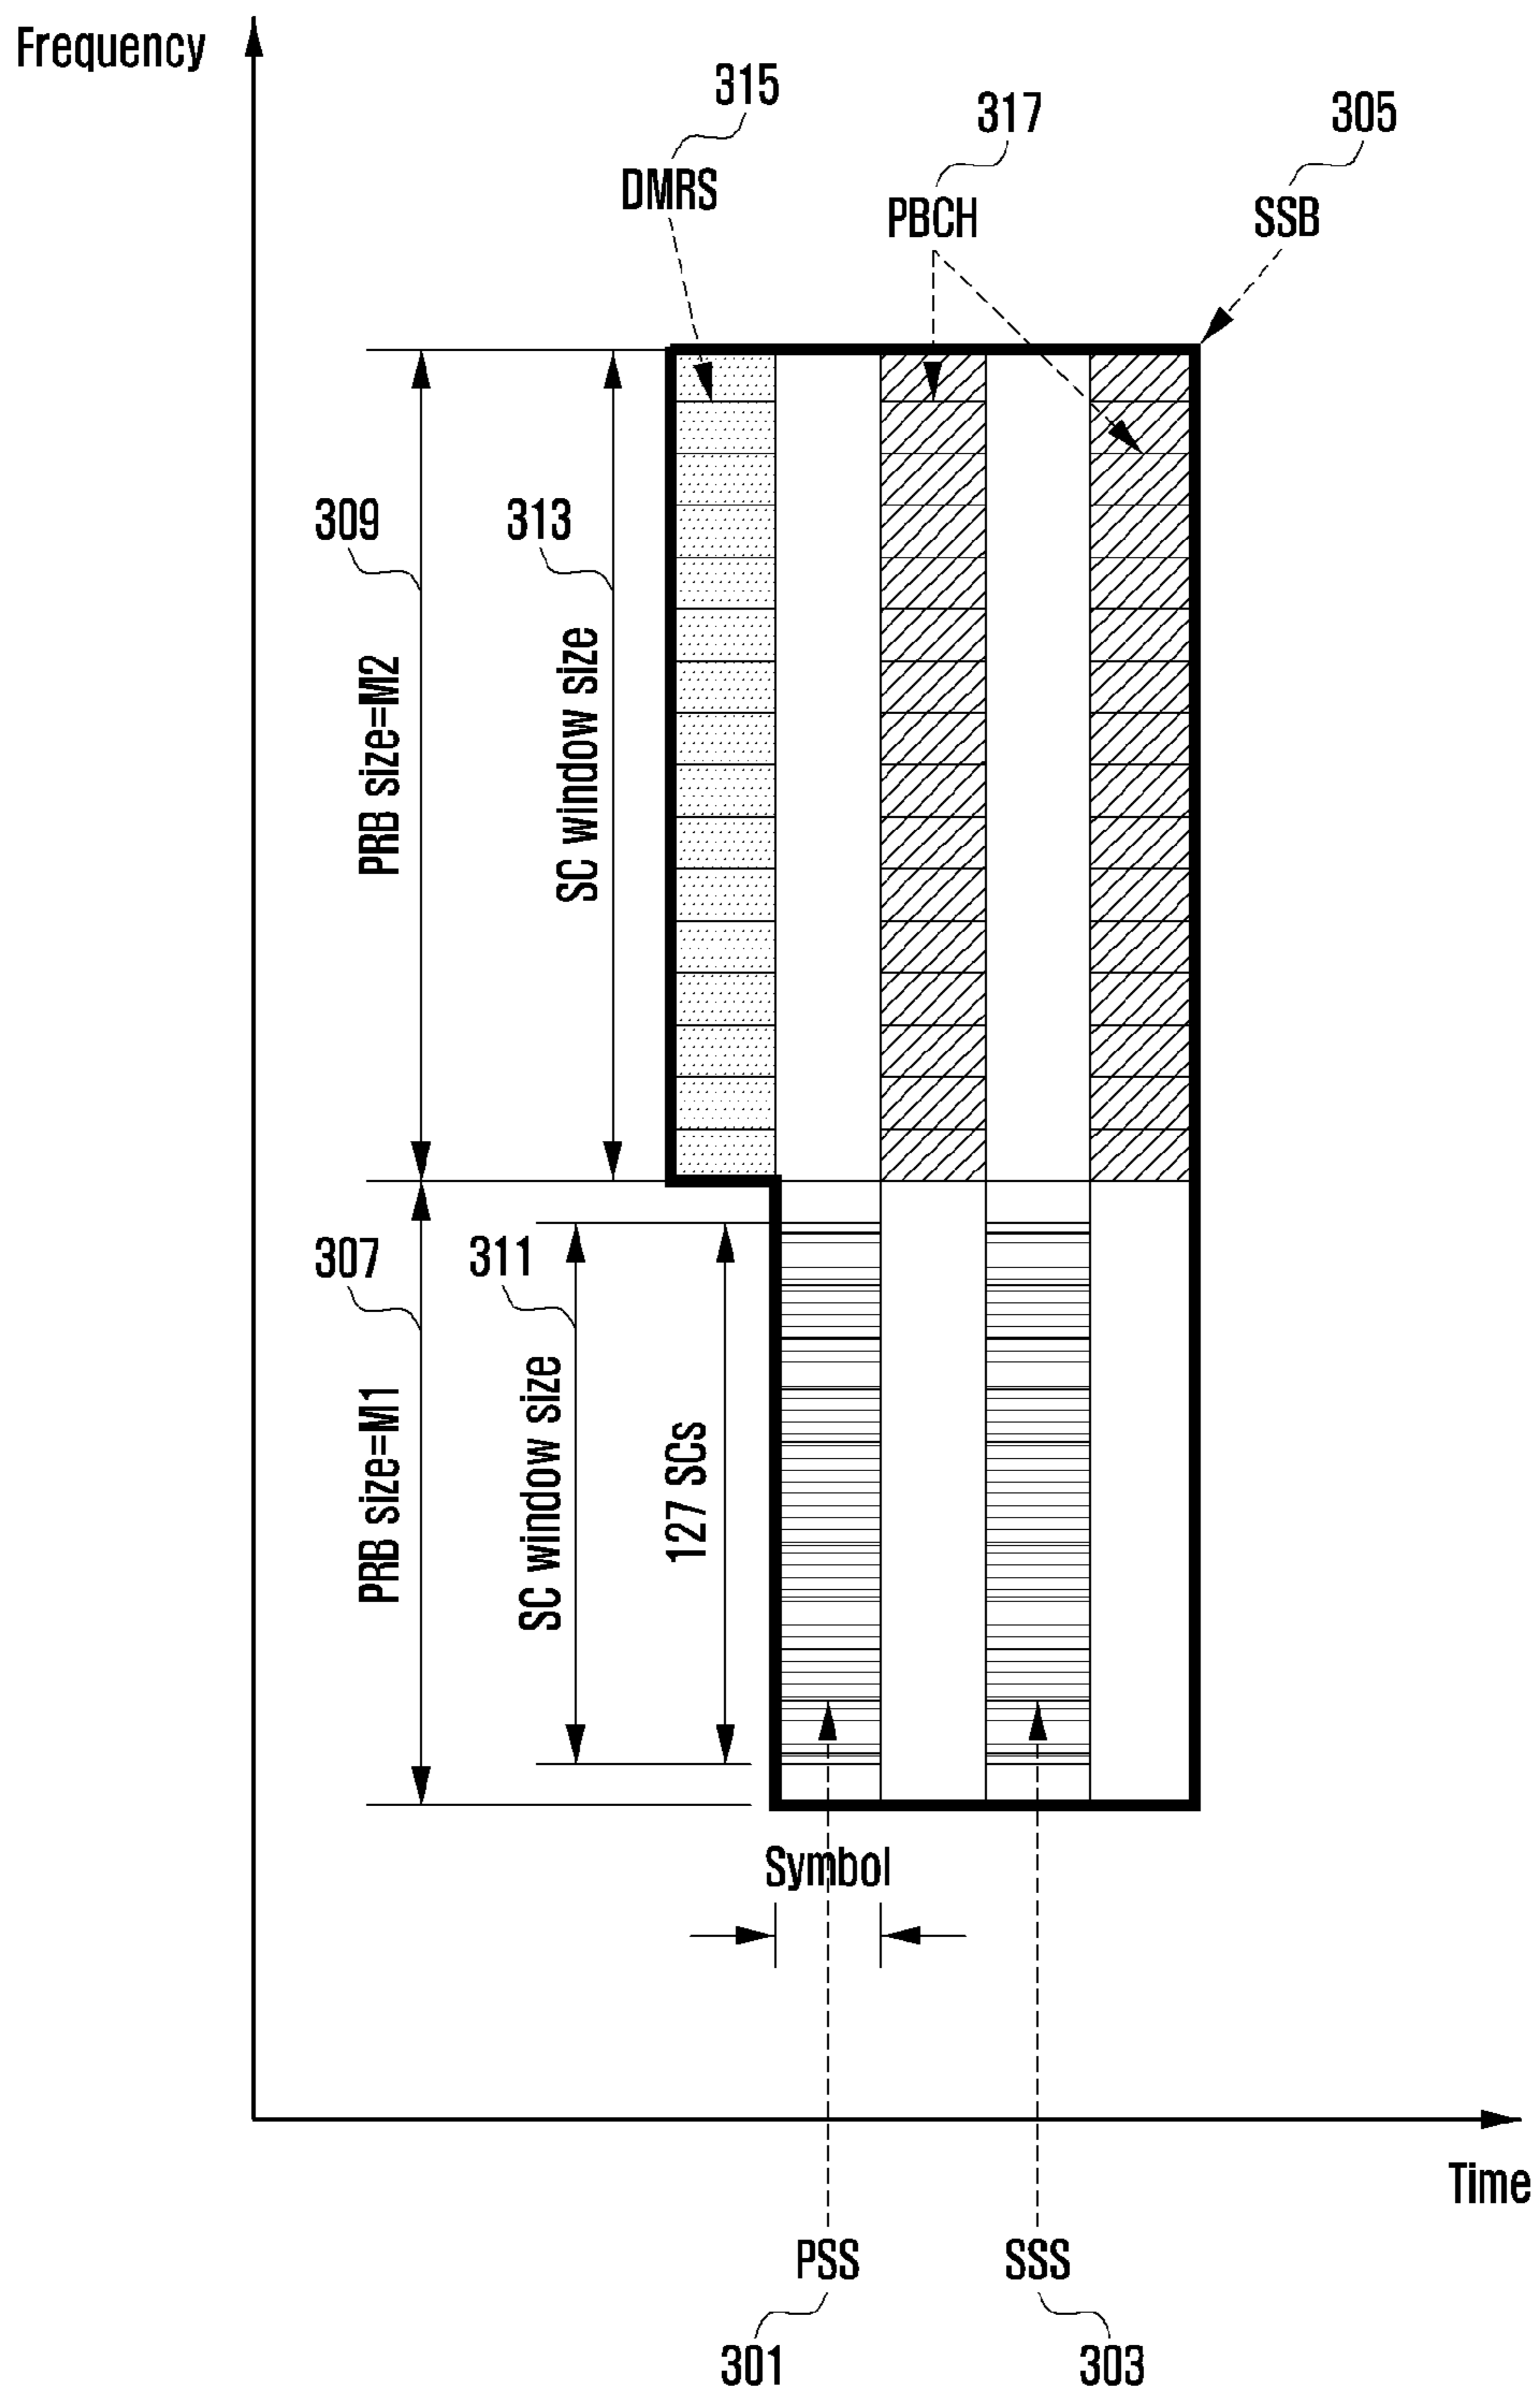 Frequency
315
317
305
DMRS
PBCH
SSB
309
313
PRB size=M2
SC window size
307
311
PRB size=M1
SC window size
127 SCs
Symbol
Time
PSS
SSS
301
303